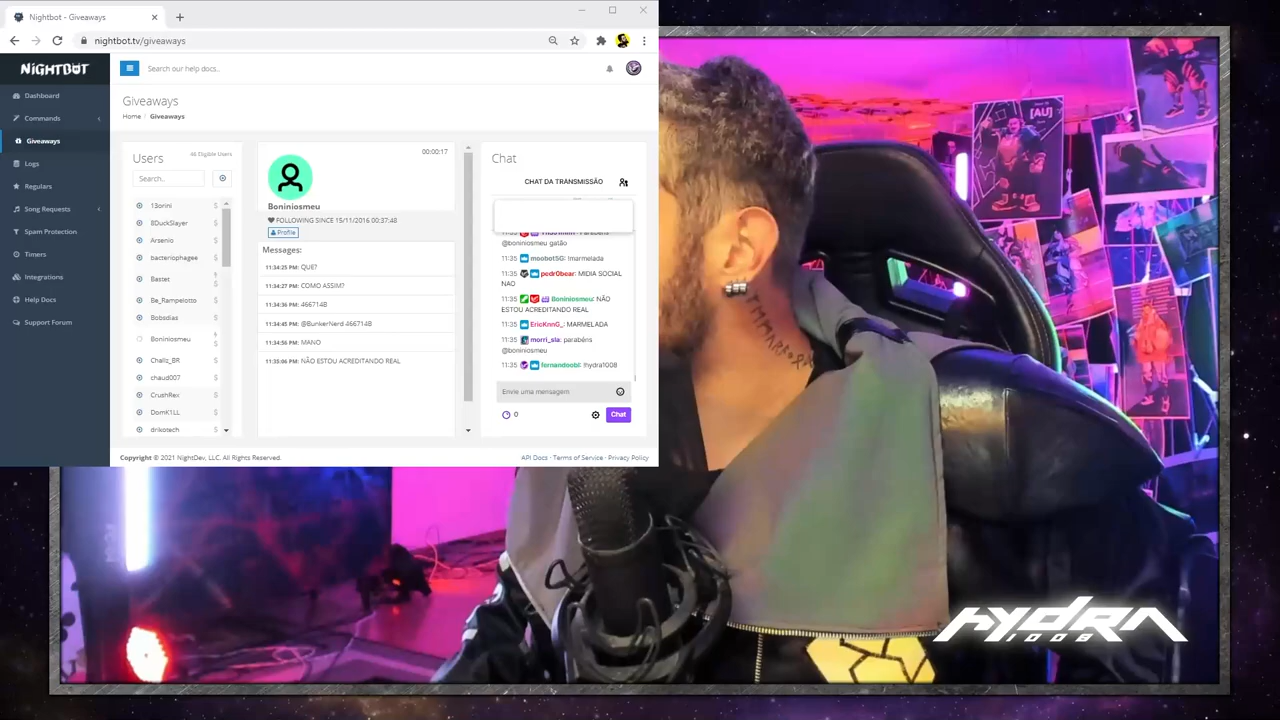 Nightbot - Giveaways
nightbot.tv/giveaways
NIGHTBOT
Search our help docs..
Dashboard
Commands
Giveaways
Logs
Regulars
Song Requests
Spam Protection
Timers
Integrations
Help Docs
Support Forum
Giveaways
Home / Giveaways
Users
46 Eligible Users
Search..
13orini
8DuckSlayer
Arsenio
bacteriophagee
Bastet
Be_Rampelotto
Bobsdias
Boniniosmeu
Challz_BR
chaud007
CrushRex
DomK1LL
drikotech
00:00:17
Boniniosmeu
FOLLOWING SINCE 15/11/2016 00:37:48
Profile
Messages:
11:34:25 PM: QUE?
11:34:27 PM: COMO ASSIM?
11:34:36 PM: 466714B
11:34:45 PM: @BunkerNerd 466714B
11:34:56 PM: MANO
11:35:06 PM: NÃO ESTOU ACREDITANDO REAL
Chat
CHAT DA TRANSMISSÃO
@boniniosmeu gatão
11:35 moobot5G: !marmelada
11:35 pedr0bear: MIDIA SOCIAL
NAO
11:35 Boniniosmeu: NÃO
ESTOU ACREDITANDO REAL
11:35 EricKnnG_: MARMELADA
11:35 morri_sla: parabéns
@boniniosmeu
11:35 fernandoobl: !hydra1008
Envie uma mensagem
0
Chat
Copyright © 2021 NightDev, LLC. All Rights Reserved.
API Docs - Terms of Service - Privacy Policy
[AU]
HYDRA
1008